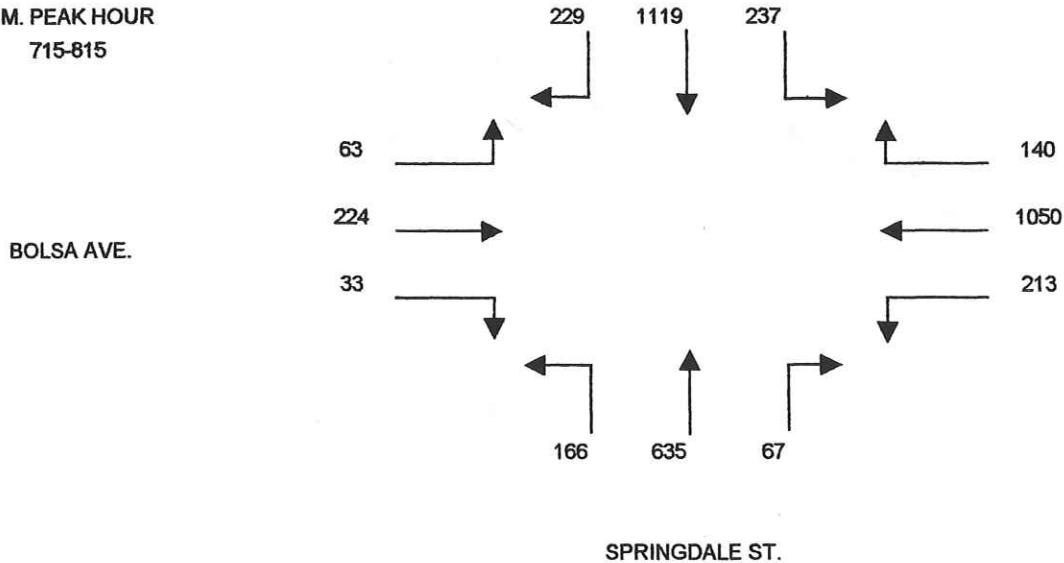 M. PEAK HOUR
715-815
229 1119 237
63 140
224 1050
BOLSA AVE.
33 213
166 635 67
SPRINGDALE ST.